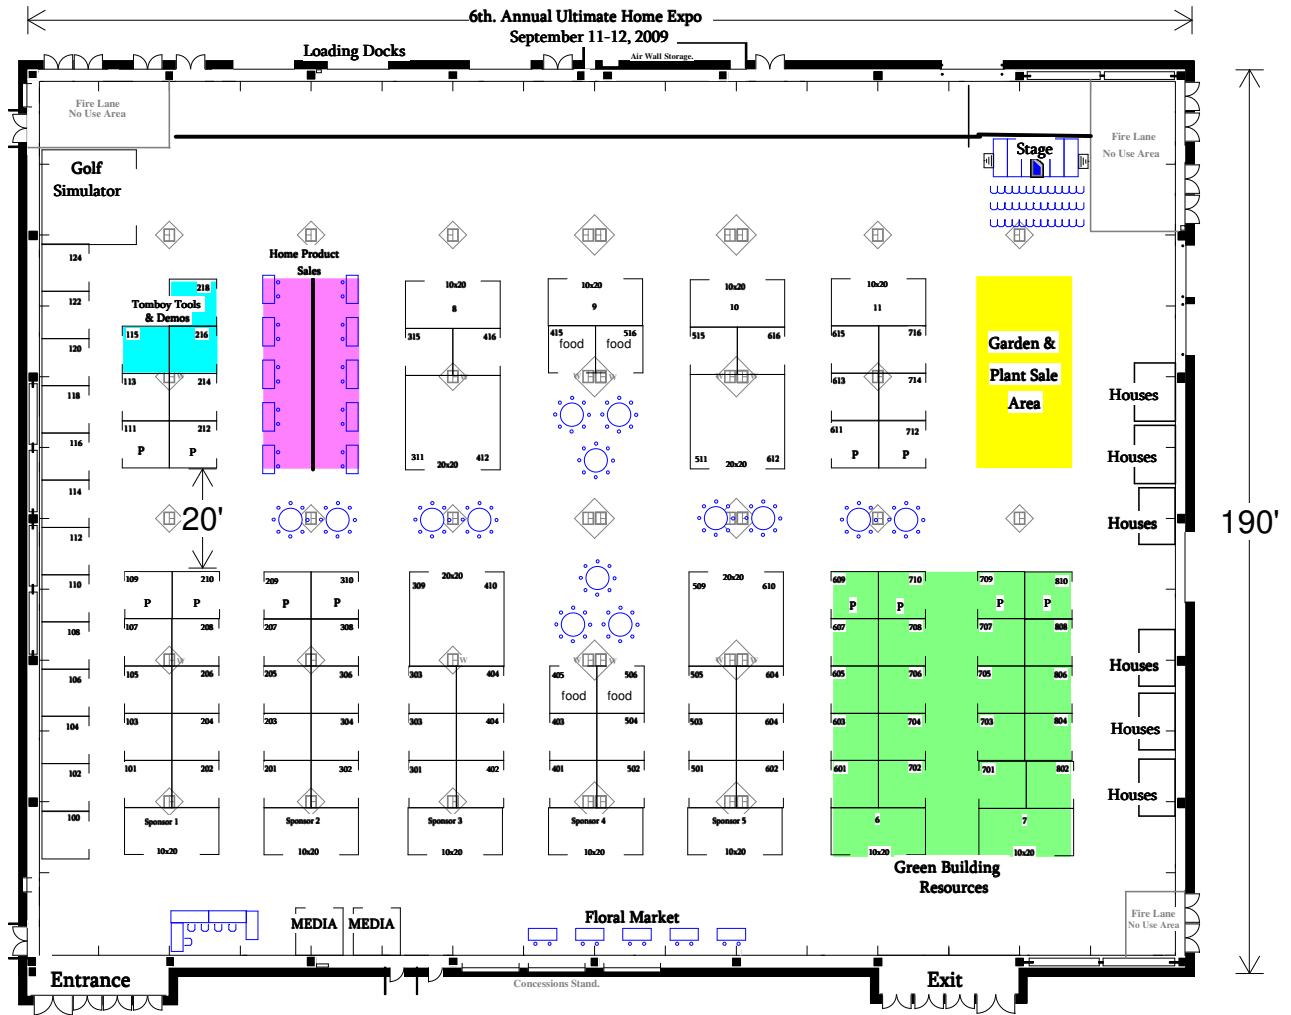 6th. Annual Ultimate Home Expo
September 11-12, 2009
Loading Docks
Air Wall Storage.
Fire Lane
No Use Area
Fire Lane
No Use Area
Stage
Golf
Simulator
190'
Home Product
Sales
124
122
120
118
116
114
112
110
108
106
104
102
100
218
Tomboy Tools
& Demos
115 216
113 214
111 212
P P
20'
10x20
8
315 416
311 412
20x20
10x20
9
415 516
food food
W W
10x20
10
515 616
511 612
20x20
10x20
11
615 716
613 714
611 712
P P
Garden &
Plant Sale
Area
Houses
Houses
Houses
Houses
Houses
Houses
109 210
P P
107 208
105 206
103 204
101 202
Sponsor 1
10x20
209 310
P P
207 308
205 306
203 304
201 302
Sponsor 2
10x20
20x20
309 410
W
303 404
303 404
301 402
Sponsor 3
10x20
W W
405 506
food food
403 504
401 502
Sponsor 4
10x20
20x20
509 610
505 604
503 604
501 602
Sponsor 5
10x20
609 710
P P
607 708
605 706
603 704
601 702
6
10x20
709 810
P P
707 808
705 806
703 804
701 802
7
10x20
Green Building
Resources
MEDIA MEDIA
Floral Market
Fire Lane
No Use Area
Entrance
Exit
Concessions Stand.